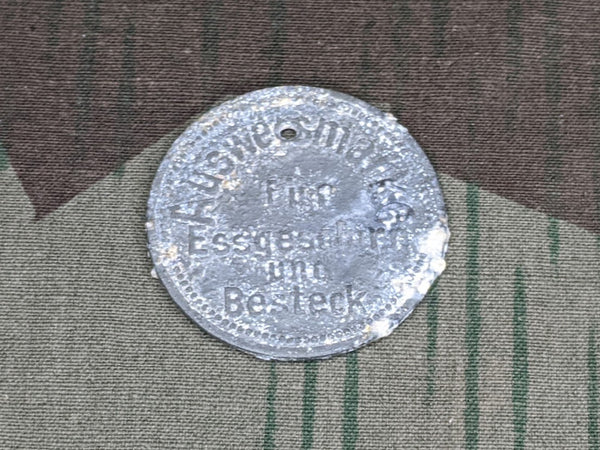 Ausweismarke
für
Essgeschirr
und
Besteck